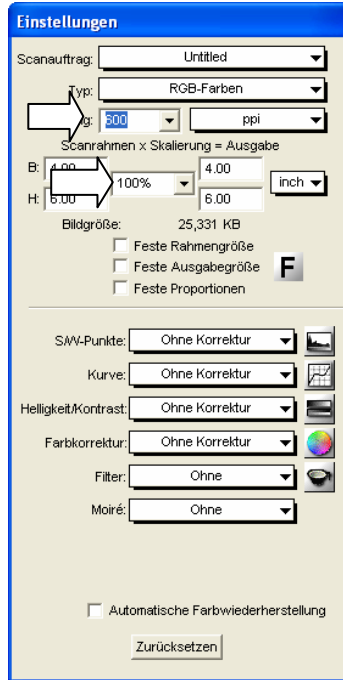 Einstellungen
Scanauftrag: Untitled
Typ: RGB-Farben
g: 600 ppi
Scanrahmen x Skalierung = Ausgabe
B: 4.00 100% 4.00 inch
H: 6.00 6.00
Bildgröße: 25,331 KB
Feste Rahmengröße
Feste Ausgabegröße F
Feste Proportionen
S/W-Punkte: Ohne Korrektur
Kurve: Ohne Korrektur
Helligkeit/Kontrast: Ohne Korrektur
Farbkorrektur: Ohne Korrektur
Filter: Ohne
Moiré: Ohne
Automatische Farbwiederherstellung
Zurücksetzen